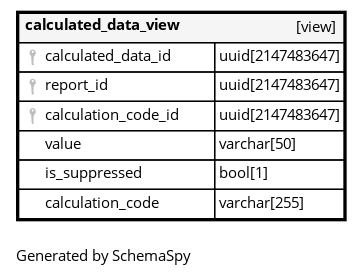 calculated_data_view [view]
calculated_data_id uuid[2147483647]
report_id uuid[2147483647]
calculation_code_id uuid[2147483647]
value varchar[50]
is_suppressed bool[1]
calculation_code varchar[255]
Generated by SchemaSpy